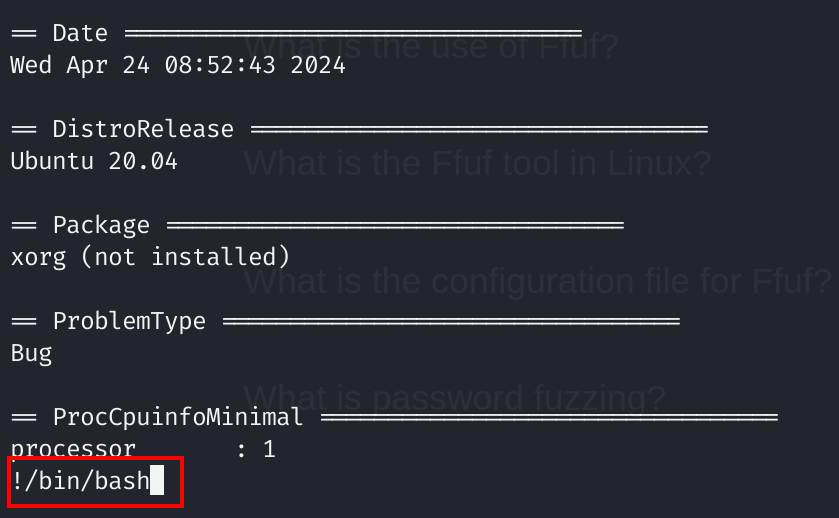 == Date =================================
What is the use of Ffuf?
Wed Apr 24 08:52:43 2024
== DistroRelease =================================
Ubuntu 20.04
What is the Ffuf tool in Linux?
== Package =================================
xorg (not installed)
What is the configuration file for Ffuf?
== ProblemType =================================
Bug
What is password fuzzing?
== ProcCpuinfoMinimal =================================
processor : 1
!/bin/bash